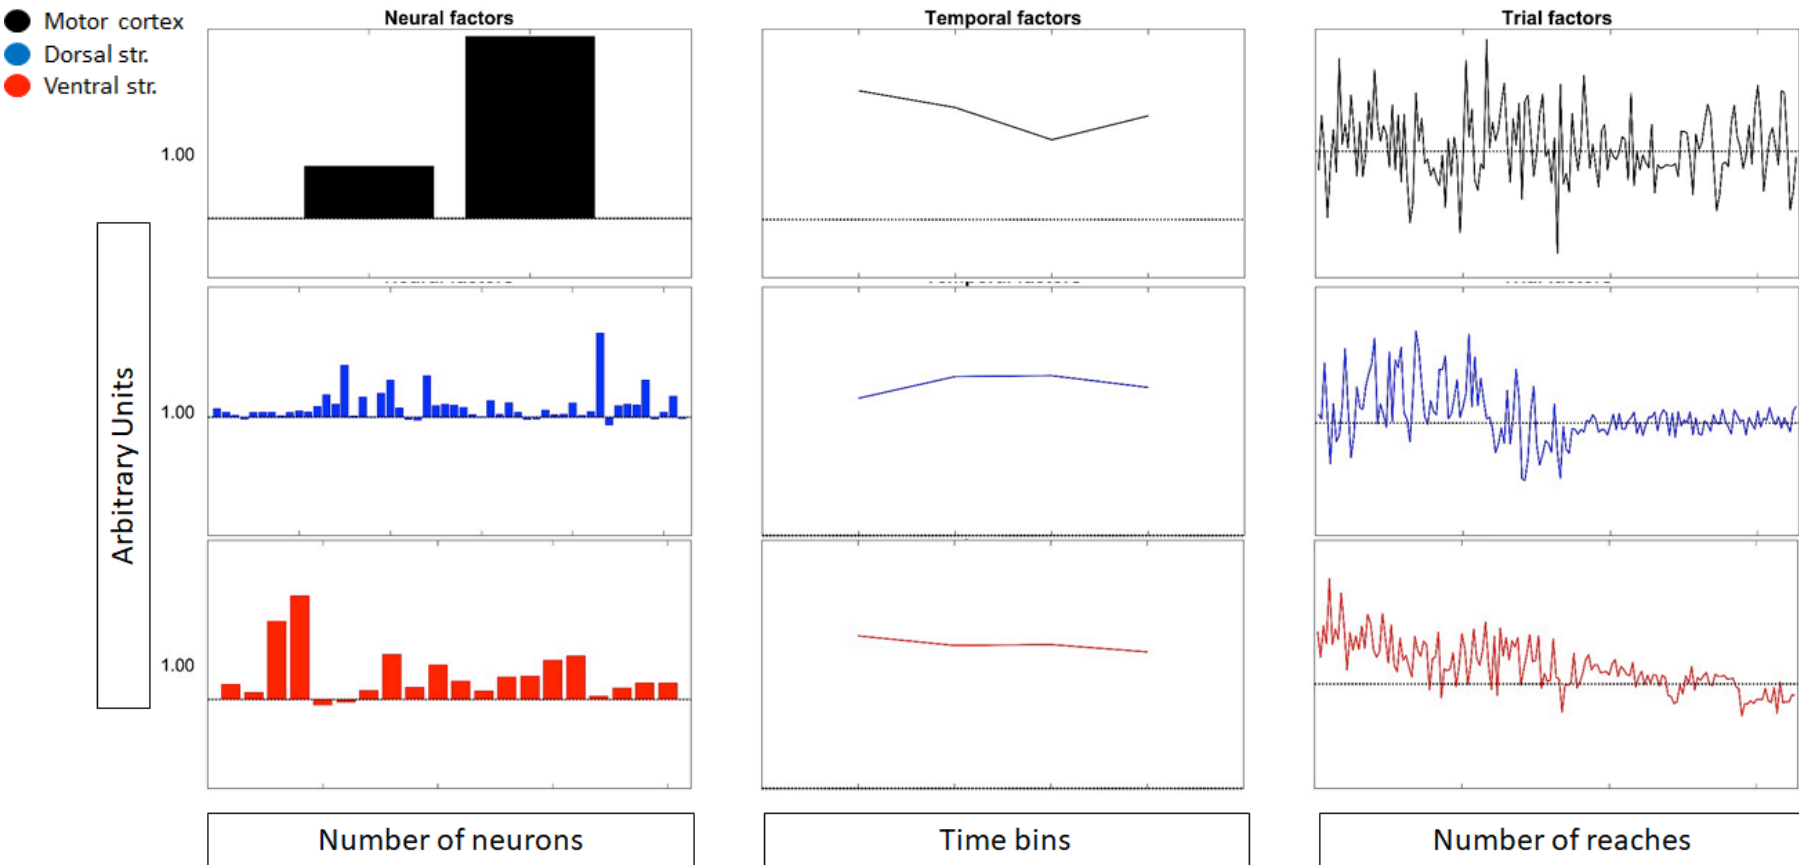 Motor cortex
Dorsal str.
Ventral str.
Neural factors
Temporal factors
Trial factors
1.00
1.00
1.00
Arbitrary Units
Number of neurons
Time bins
Number of reaches